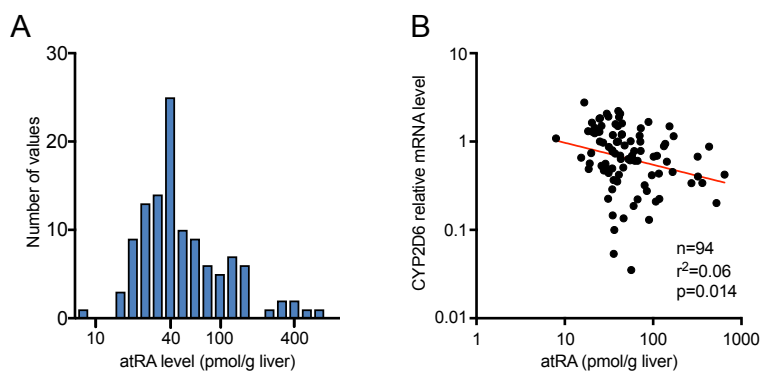 A
30
20
10
0
Number of values
10
40
100
400
atRA level (pmol/g liver)
B
10
1
0.1
0.01
CYP2D6 relative mRNA level
n=94
r²=0.06
p=0.014
1
10
100
1000
atRA (pmol/g liver)